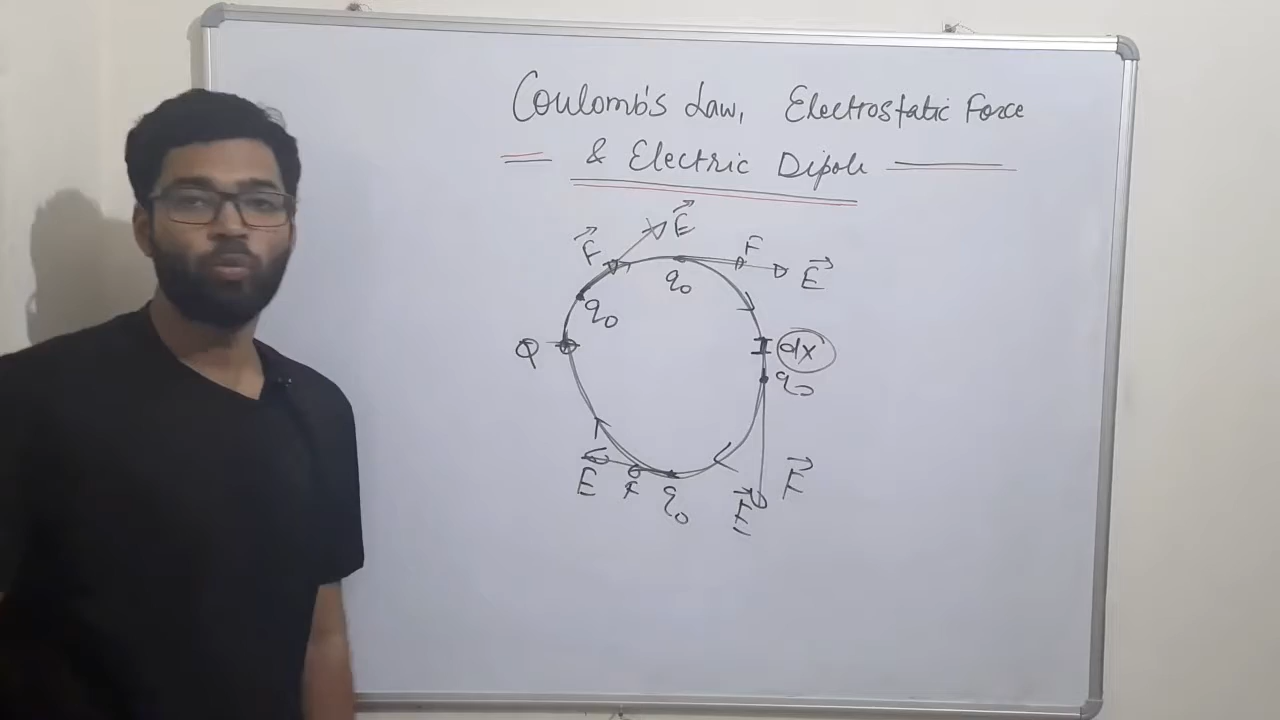 Coulomb's Law, Electrostatic Force
& Electric Dipole
F E
F E
q0
q0
Q
dx
q0
F
E F q0 E